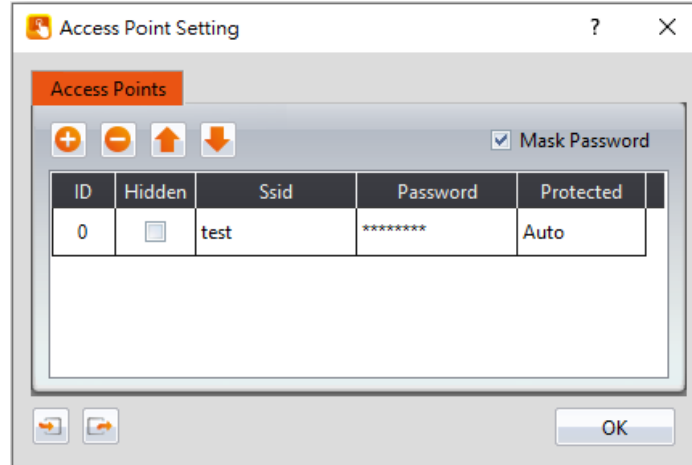 Access Point Setting
Access Points
Mask Password
ID Hidden Ssid Password Protected
0 test ******** Auto
OK